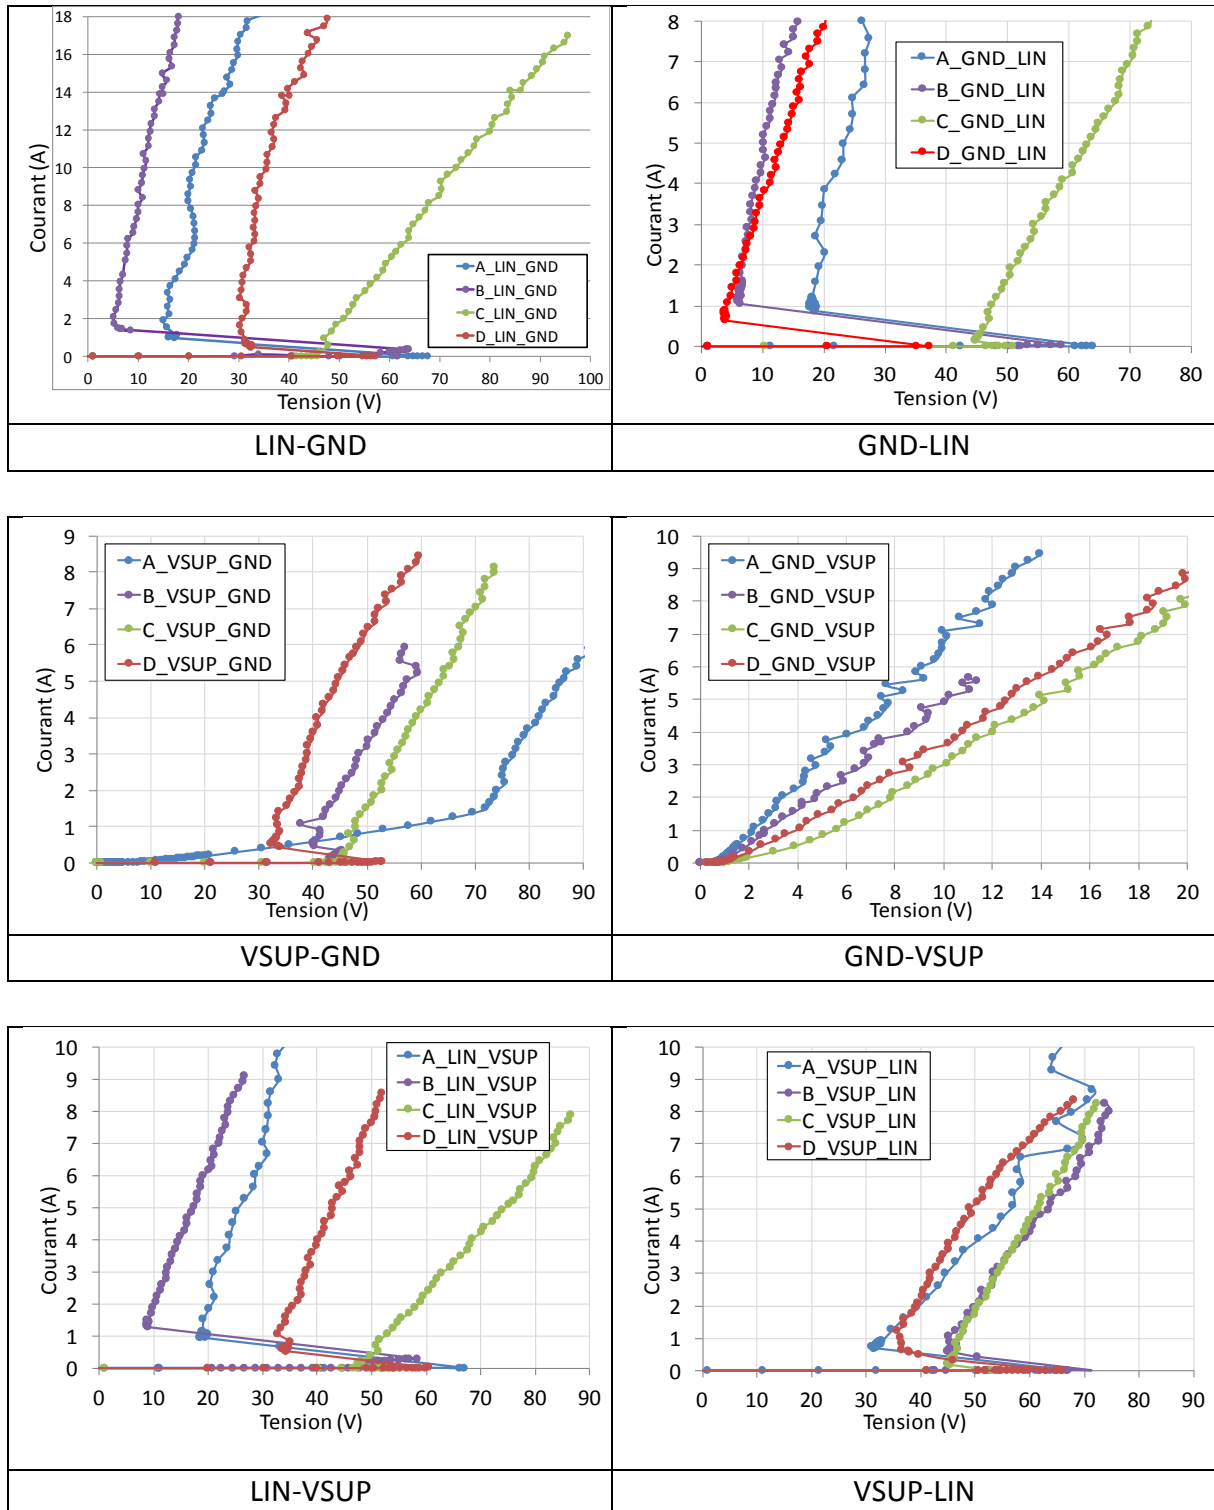 18
16
14
12
10
8
6
4
2
0
Courant (A)
A_LIN_GND
B_LIN_GND
C_LIN_GND
D_LIN_GND
0 10 20 30 40 50 60 70 80 90 100
Tension (V)
LIN-GND
8
7
6
5
4
3
2
1
0
Courant (A)
A_GND_LIN
B_GND_LIN
C_GND_LIN
D_GND_LIN
0 10 20 30 40 50 60 70 80
Tension (V)
GND-LIN
9
8
7
6
5
4
3
2
1
0
Courant (A)
A_VSUP_GND
B_VSUP_GND
C_VSUP_GND
D_VSUP_GND
0 10 20 30 40 50 60 70 80 90
Tension (V)
VSUP-GND
10
9
8
7
6
5
4
3
2
1
0
Courant (A)
A_GND_VSUP
B_GND_VSUP
C_GND_VSUP
D_GND_VSUP
0 2 4 6 8 10 12 14 16 18 20
Tension (V)
GND-VSUP
10
9
8
7
6
5
4
3
2
1
0
Courant (A)
A_LIN_VSUP
B_LIN_VSUP
C_LIN_VSUP
D_LIN_VSUP
0 10 20 30 40 50 60 70 80 90
Tension (V)
LIN-VSUP
10
9
8
7
6
5
4
3
2
1
0
Courant (A)
A_VSUP_LIN
B_VSUP_LIN
C_VSUP_LIN
D_VSUP_LIN
0 10 20 30 40 50 60 70 80 90
Tension (V)
VSUP-LIN